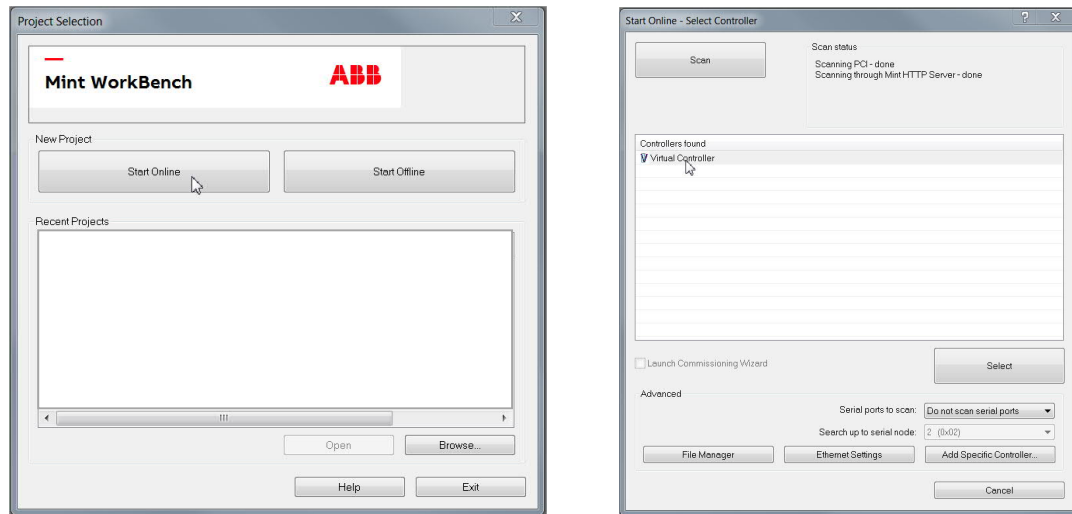 Project Selection
Mint WorkBench
ABB
New Project
Start Online
Start Offline
Recent Projects
Open
Browse...
Help
Exit
Start Online - Select Controller
Scan
Scan status
Scanning PCI - done
Scanning through Mint HTTP Server - done
Controllers found
Virtual Controller
Launch Commissioning Wizard
Select
Advanced
Serial ports to scan: Do not scan serial ports
Search up to serial node: 2 (0x02)
File Manager
Ethernet Settings
Add Specific Controller...
Cancel